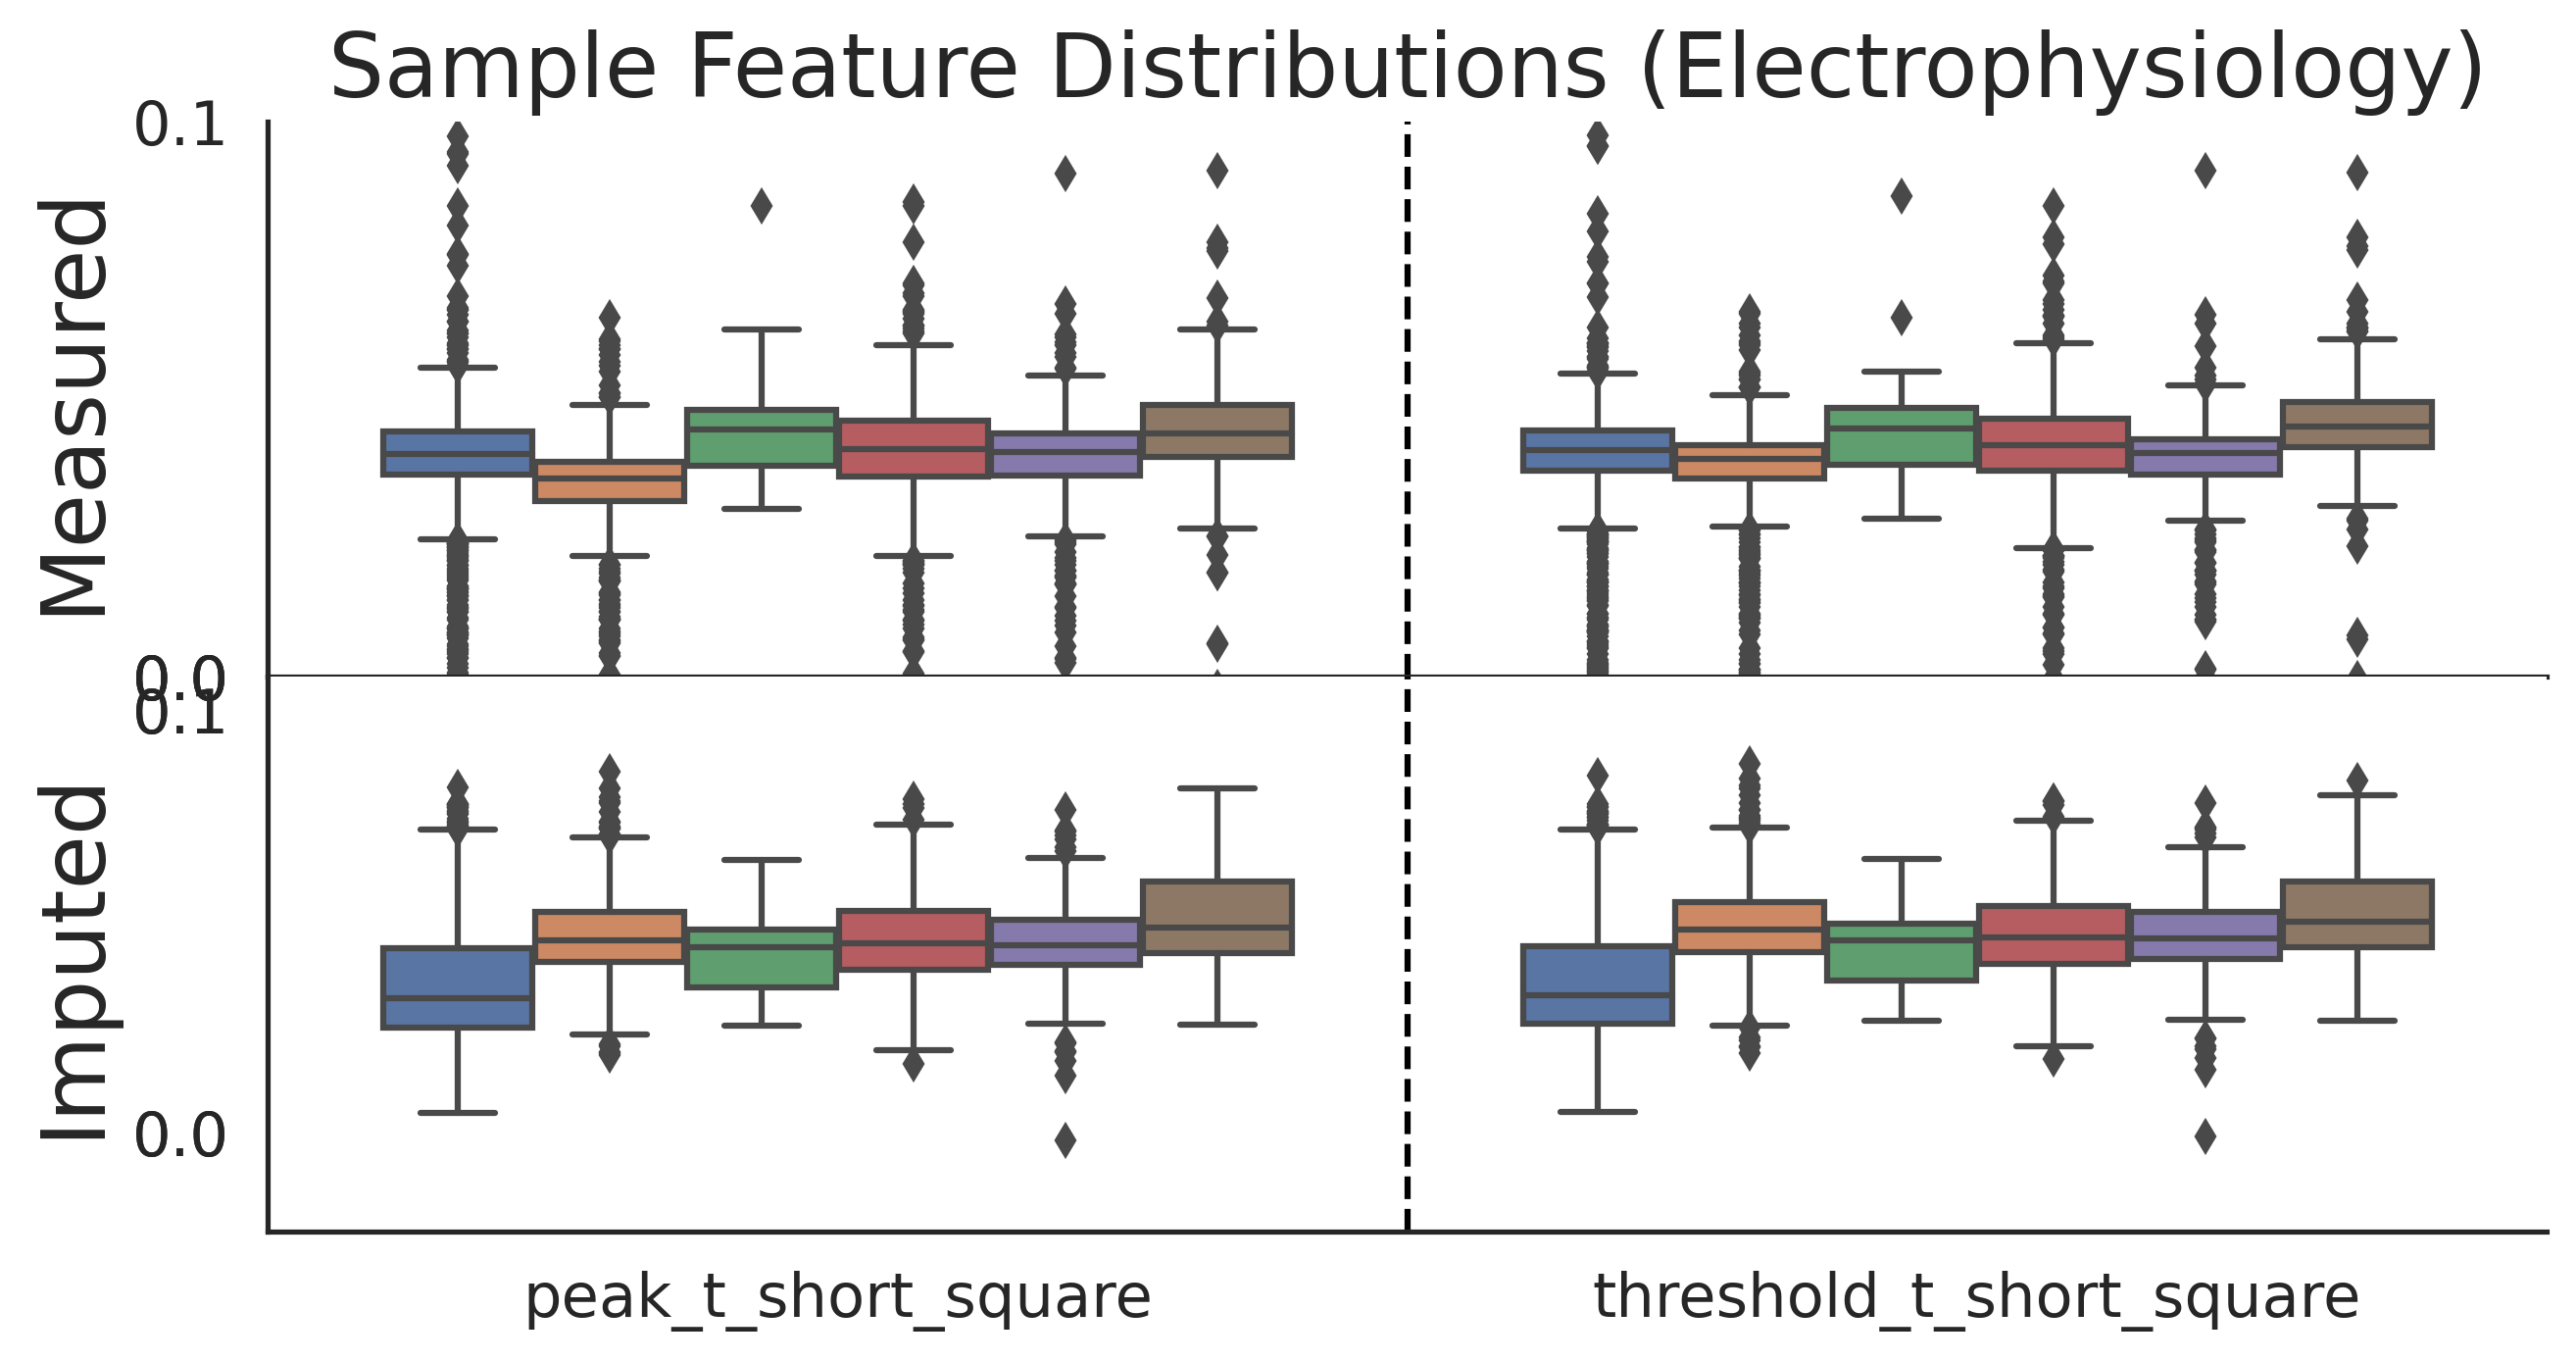 Sample Feature Distributions (Electrophysiology)
0.1
Measured
0.0
0.1
Imputed
0.0
peak_t_short_square
threshold_t_short_square